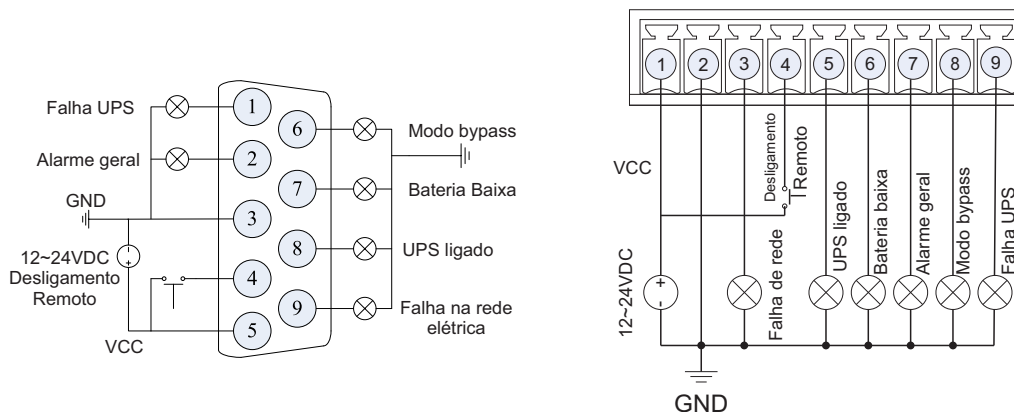 Falha UPS
Alarme geral
GND
12~24VDC
Desligamento
Remoto
VCC
1
2
3
4
5
6
7
8
9
Modo bypass
Bateria Baixa
UPS ligado
Falha na rede
elétrica
1 2 3 4 5 6 7 8 9
VCC
12~24VDC
Desligamento
Remoto
Falha de rede
UPS ligado
Bateria baixa
Alarme geral
Modo bypass
Falha UPS
+
-
GND